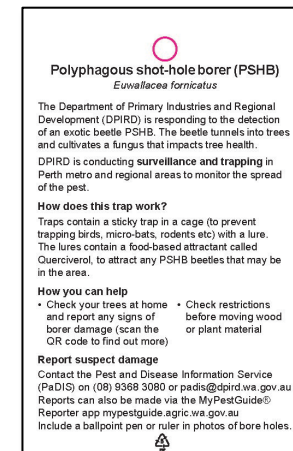 Polyphagous shot-hole borer (PSHB)
Euwallacea fornicatus
The Department of Primary Industries and Regional
Development (DPIRD) is responding to the detection
of an exotic beetle PSHB. The beetle tunnels into trees
and cultivates a fungus that impacts tree health.
DPIRD is conducting surveillance and trapping in
Perth metro and regional areas to monitor the spread
of the pest.
How does this trap work?
Traps contain a sticky trap in a cage (to prevent
trapping birds, micro-bats, rodents etc) with a lure.
The lures contain a food-based attractant called
Querciverol, to attract any PSHB beetles that may be
in the area.
How you can help
• Check your trees at home
and report any signs of
borer damage (scan the
QR code to find out more)
• Check restrictions
before moving wood
or plant material
Report suspect damage
Contact the Pest and Disease Information Service
(PaDIS) on (08) 9368 3080 or padis@dpird.wa.gov.au
Reports can also be made via the MyPestGuide®
Reporter app mypestguide.agric.wa.gov.au
Include a ballpoint pen or ruler in photos of bore holes.